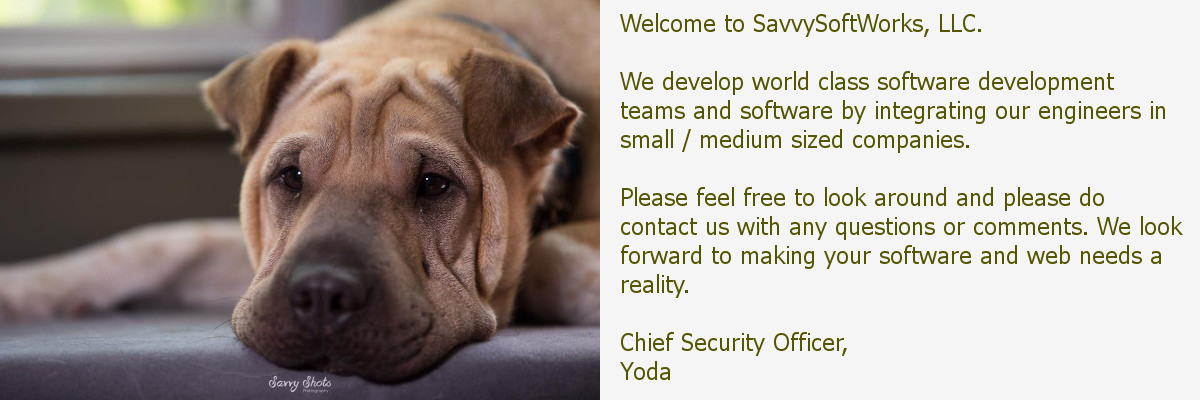 Welcome to SavvySoftWorks, LLC.
We develop world class software development
teams and software by integrating our engineers in
small / medium sized companies.
Please feel free to look around and please do
contact us with any questions or comments. We look
forward to making your software and web needs a
reality.
Chief Security Officer,
Yoda
Savvy Shots
Photography